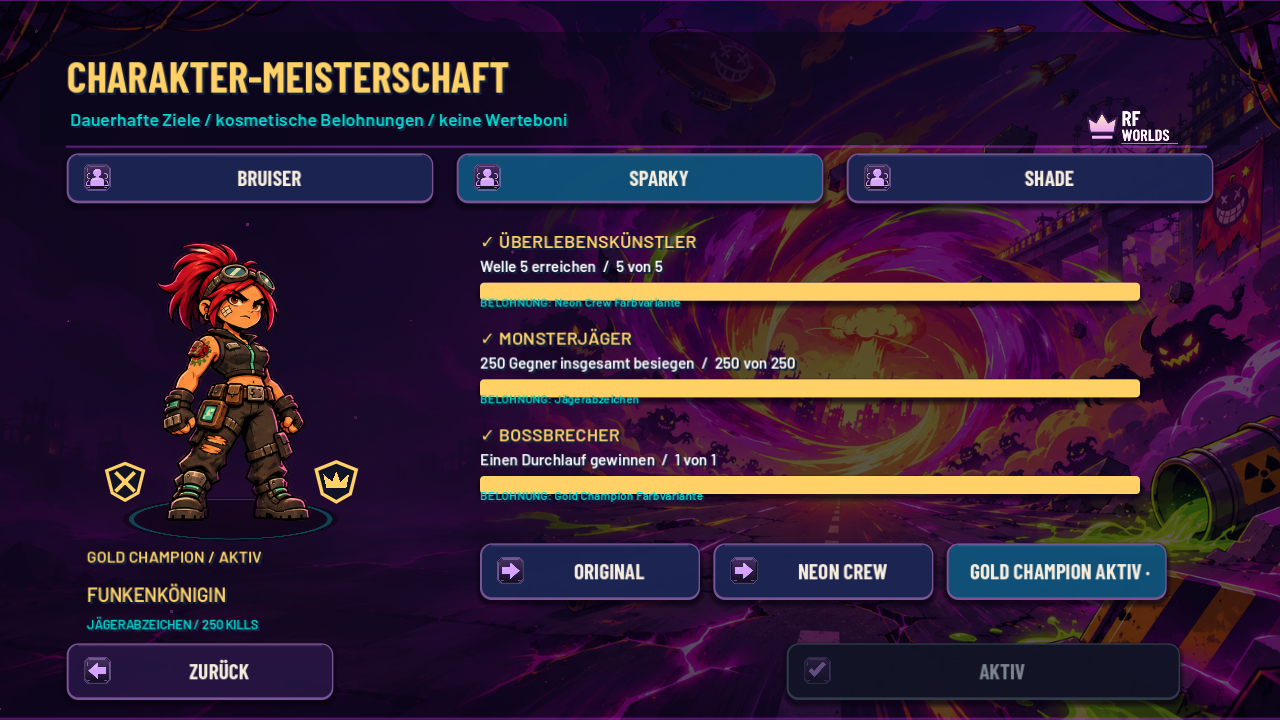 CHARAKTER-MEISTERSCHAFT
Dauerhafte Ziele / kosmetische Belohnungen / keine Werteboni
RF
WORLDS
BRUISER
SPARKY
SHADE
✓ ÜBERLEBENSKÜNSTLER
Welle 5 erreichen / 5 von 5
BELOHNUNG: Neon Crew Farbvariante
✓ MONSTERJÄGER
250 Gegner insgesamt besiegen / 250 von 250
BELOHNUNG: Jägerabzeichen
✓ BOSSBRECHER
Einen Durchlauf gewinnen / 1 von 1
BELOHNUNG: Gold Champion Farbvariante
GOLD CHAMPION / AKTIV
FUNKENKÖNIGIN
JÄGERABZEICHEN / 250 KILLS
ORIGINAL
NEON CREW
GOLD CHAMPION AKTIV ·
ZURÜCK
AKTIV